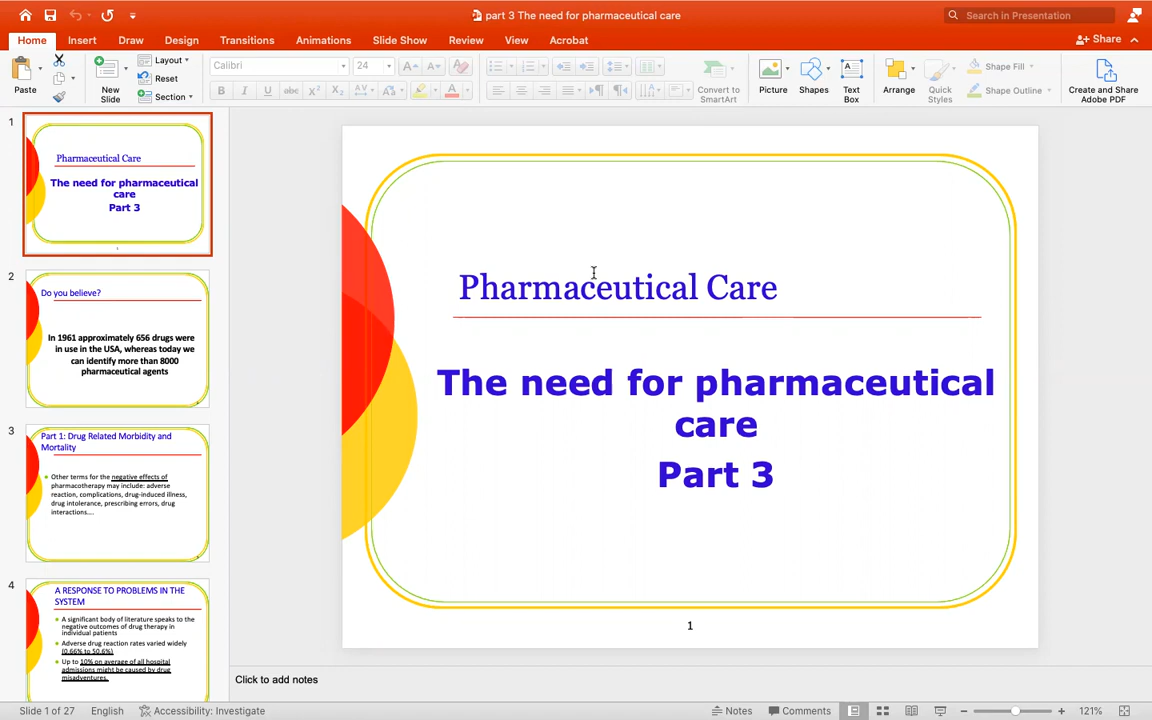 part 3 The need for pharmaceutical care
Search in Presentation
Home Insert Draw Design Transitions Animations Slide Show Review View Acrobat
Share
Paste
New Slide
Layout
Reset
Section
Calibri
24
Convert to SmartArt
Picture
Shapes
Text Box
Arrange
Quick Styles
Shape Fill
Shape Outline
Create and Share Adobe PDF
1
Pharmaceutical Care
The need for pharmaceutical
care
Part 3
1
2
Do you believe?
In 1961 approximately 656 drugs were
in use in the USA, whereas today we
can identify more than 8000
pharmaceutical agents
3
Part 1: Drug Related Morbidity and
Mortality
Other terms for the negative effects of
pharmacotherapy may include: adverse
reaction, complications, drug-induced illness,
drug intolerance, prescribing errors, drug
interactions....
4
A RESPONSE TO PROBLEMS IN THE
SYSTEM
A significant body of literature speaks to the
negative outcomes of drug therapy in
individual patients
Adverse drug reaction rates varied widely
(0.66% to 50.6%)
Up to 10% on average of all hospital
admissions might be caused by drug
misadventures.
Pharmaceutical Care
The need for pharmaceutical
care
Part 3
1
Click to add notes
Slide 1 of 27 English Accessibility: Investigate
Notes Comments 121%